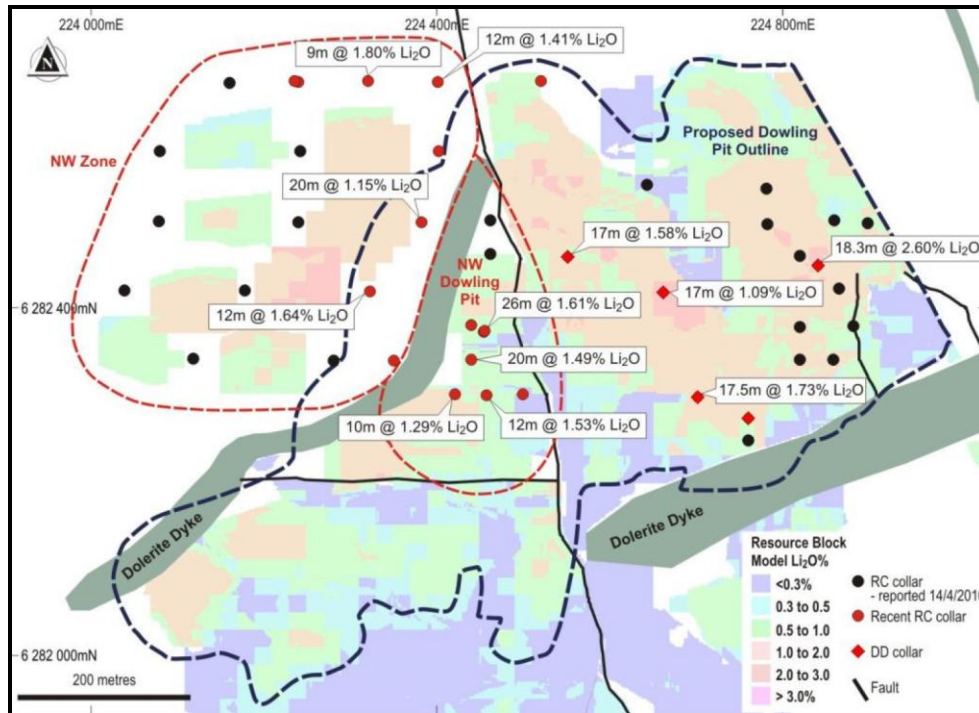 224 000mE
224 400mE
224 800mE
N
9m @ 1.80% Li₂O
12m @ 1.41% Li₂O
NW Zone
Proposed Dowling
Pit Outline
20m @ 1.15% Li₂O
17m @ 1.58% Li₂O
18.3m @ 2.60% Li₂O
NW
Dowling
Pit
17m @ 1.09% Li₂O
6 282 400mN
12m @ 1.64% Li₂O
26m @ 1.61% Li₂O
20m @ 1.49% Li₂O
17.5m @ 1.73% Li₂O
10m @ 1.29% Li₂O
12m @ 1.53% Li₂O
Dolerite Dyke
Dolerite Dyke
Resource Block
Model Li₂O%
<0.3%
0.3 to 0.5
0.5 to 1.0
1.0 to 2.0
2.0 to 3.0
> 3.0%
RC collar
- reported 14/4/2016
Recent RC collar
DD collar
Fault
6 282 000mN
200 metres